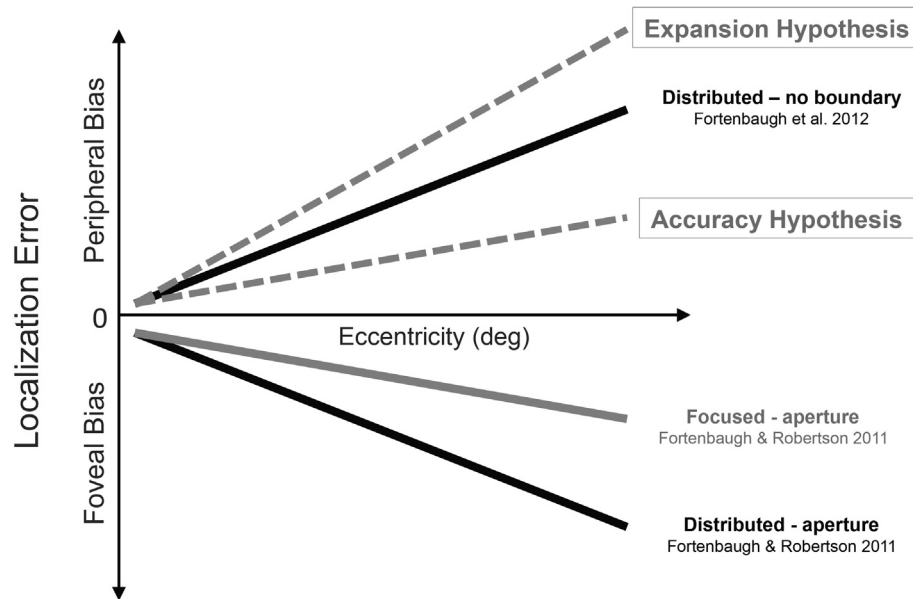 Expansion Hypothesis
Distributed – no boundary
Fortenbaugh et al. 2012
Accuracy Hypothesis
Localization Error
Peripheral Bias
0
Eccentricity (deg)
Foveal Bias
Focused - aperture
Fortenbaugh & Robertson 2011
Distributed - aperture
Fortenbaugh & Robertson 2011